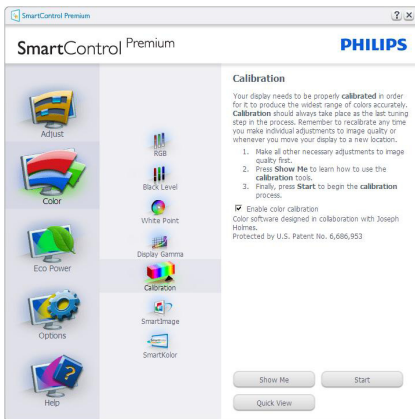 SmartControl Premium
? X
SmartControl Premium
PHILIPS
Adjust
Color
Eco Power
Options
Help
RGB
Black Level
White Point
Display Gamma
Calibration
SmartImage
SmartKolor
Calibration
Your display needs to be properly calibrated in order
for it to produce the widest range of colors accurately.
Calibration should always take place as the last tuning
step in the process. Remember to recalibrate any time
you make individual adjustments to image quality or
whenever you move your display to a new location.
1. Make all other necessary adjustments to image
quality first.
2. Press Show Me to learn how to use the
calibration tools.
3. Finally, press Start to begin the calibration
process.
Enable color calibration
Color software designed in collaboration with Joseph
Holmes.
Protected by U.S. Patent No. 6,686,953
Show Me
Start
Quick View